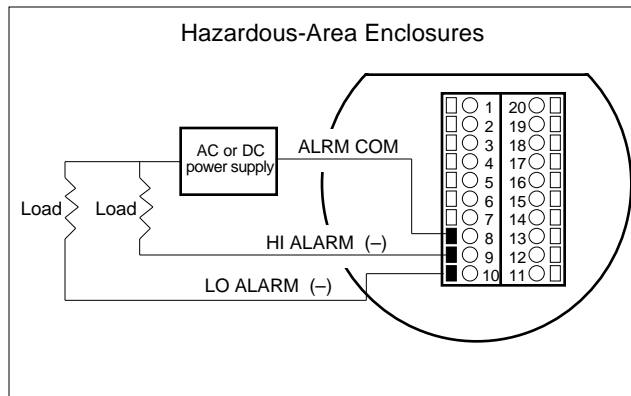 Hazardous-Area Enclosures
AC or DC
power supply
ALRM COM
Load
Load
HI ALARM (–)
LO ALARM (–)
1 20
2 19
3 18
4 17
5 16
6 15
7 14
8 13
9 12
10 11